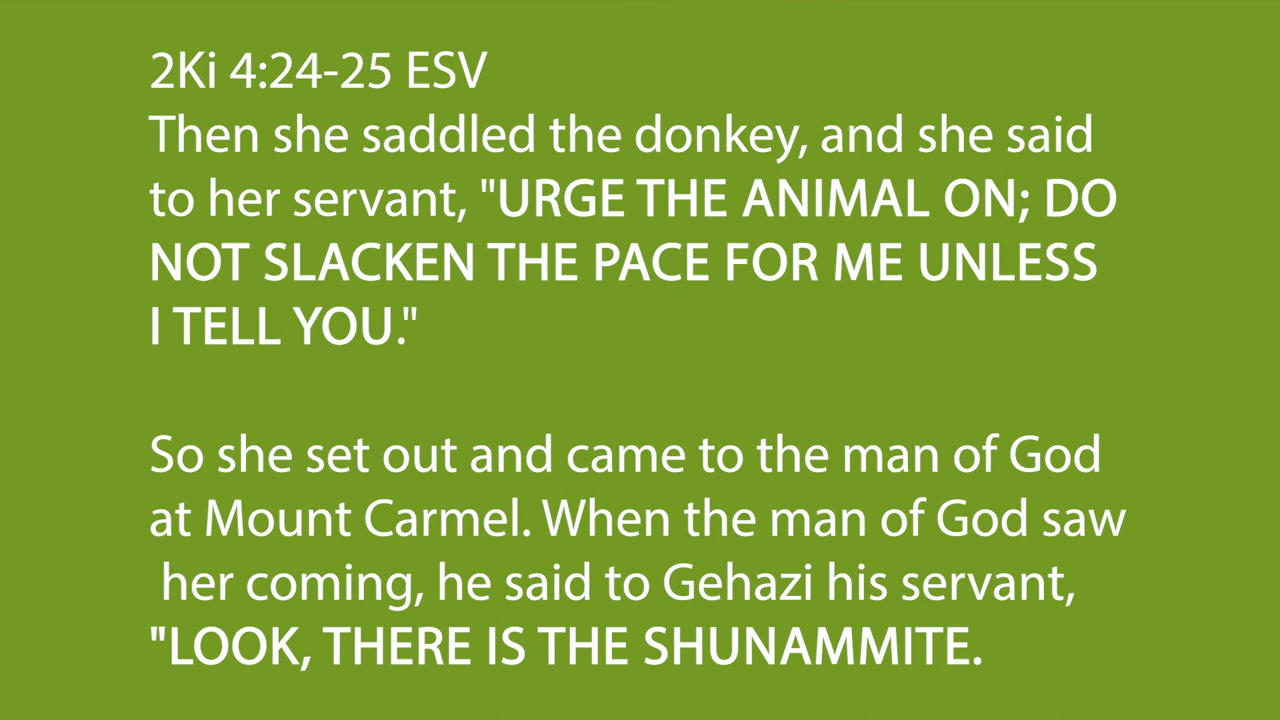 2Ki 4:24-25 ESV
Then she saddled the donkey, and she said
to her servant, "URGE THE ANIMAL ON; DO
NOT SLACKEN THE PACE FOR ME UNLESS
I TELL YOU."
So she set out and came to the man of God
at Mount Carmel. When the man of God saw
her coming, he said to Gehazi his servant,
"LOOK, THERE IS THE SHUNAMMITE.